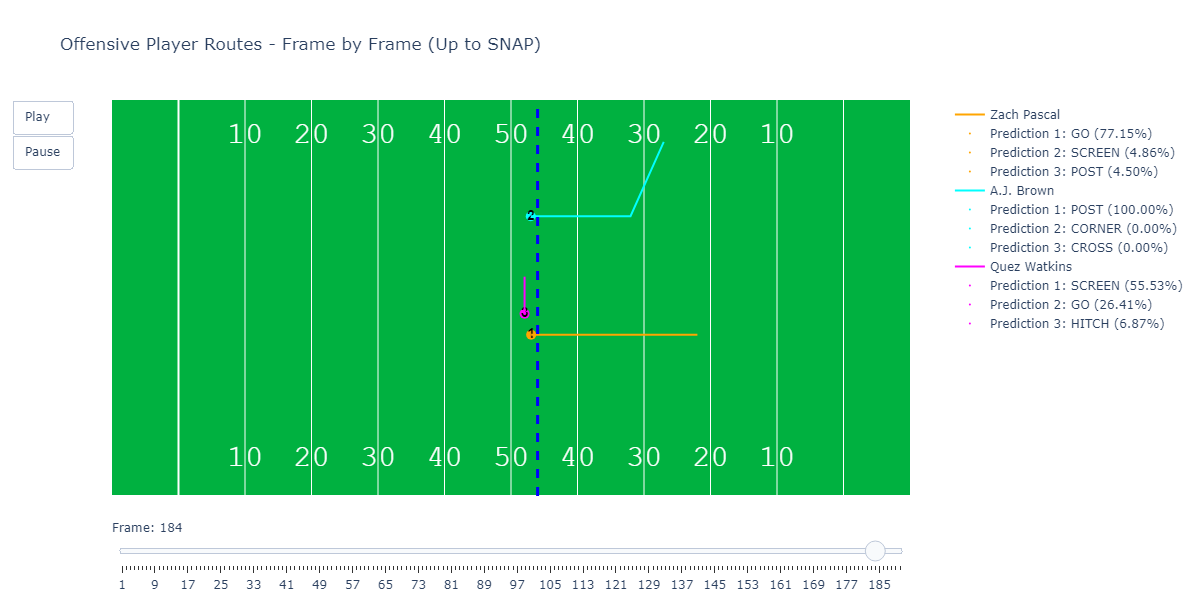 Offensive Player Routes - Frame by Frame (Up to SNAP)
Play
Pause
10 20 30 40 50 40 30 20 10
2
3
1
10 20 30 40 50 40 30 20 10
Zach Pascal
Prediction 1: GO (77.15%)
Prediction 2: SCREEN (4.86%)
Prediction 3: POST (4.50%)
A.J. Brown
Prediction 1: POST (100.00%)
Prediction 2: CORNER (0.00%)
Prediction 3: CROSS (0.00%)
Quez Watkins
Prediction 1: SCREEN (55.53%)
Prediction 2: GO (26.41%)
Prediction 3: HITCH (6.87%)
Frame: 184
1 9 17 25 33 41 49 57 65 73 81 89 97 105 113 121 129 137 145 153 161 169 177 185